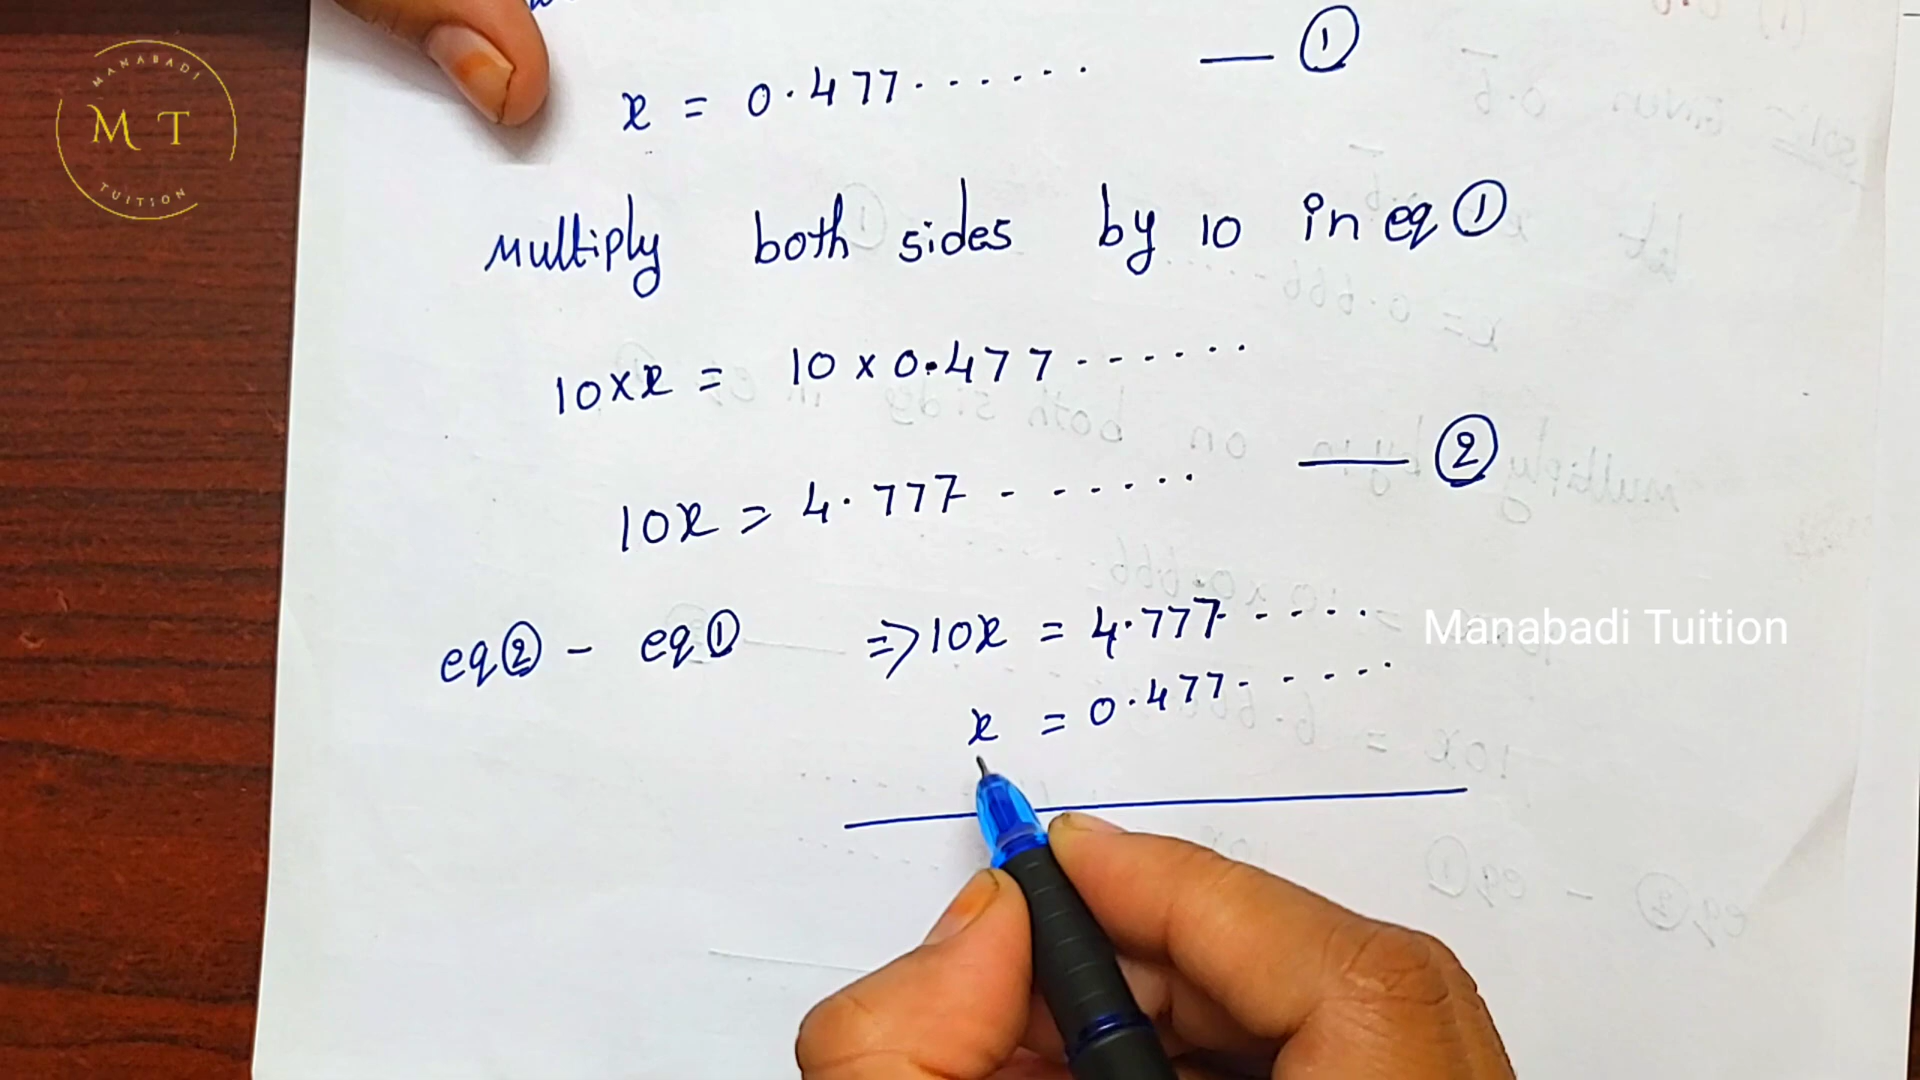 MANABADI
M T
TUITION
x = 0.477....... — ①
Multiply both sides by 10 in eq ①
10×x = 10 × 0.477.......
10x = 4.777....... — ②
eq② - eq① ⇒ 10x = 4.777.....
Manabadi Tuition
x = 0.477......